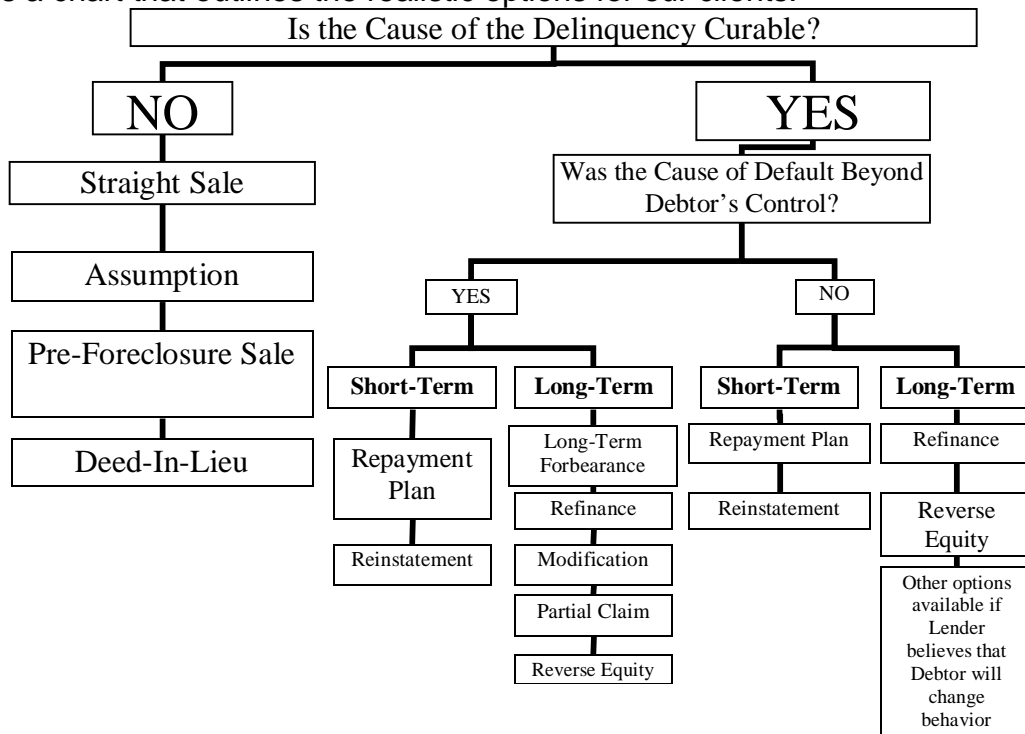 s a chart that outlines the realistic options for our clients.
Is the Cause of the Delinquency Curable?
NO
YES
Straight Sale
Was the Cause of Default Beyond
Debtor's Control?
Assumption
YES
NO
Pre-Foreclosure Sale
Short-Term
Long-Term
Short-Term
Long-Term
Deed-In-Lieu
Repayment
Plan
Reinstatement
Long-Term
Forbearance
Refinance
Modification
Partial Claim
Reverse Equity
Repayment Plan
Reinstatement
Refinance
Reverse
Equity
Other options
available if
Lender
believes that
Debtor will
change
behavior